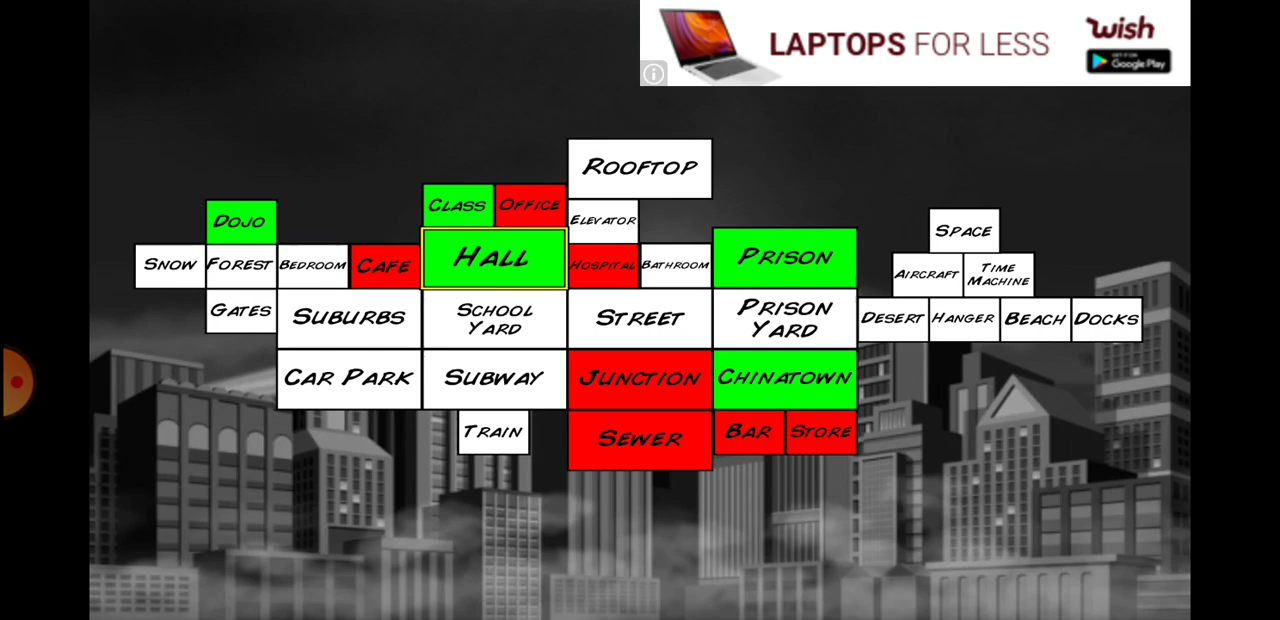 LAPTOPS FOR LESS
wish
GET IT ON
Google Play
ROOFTOP
CLASS
OFFICE
ELEVATOR
DOJO
HALL
PRISON
SPACE
SNOW
FOREST
BEDROOM
CAFE
HOSPITAL
BATHROOM
AIRCRAFT
TIME
MACHINE
GATES
SUBURBS
SCHOOL
YARD
STREET
PRISON
YARD
DESERT
HANGER
BEACH
DOCKS
CAR PARK
SUBWAY
JUNCTION
CHINATOWN
TRAIN
SEWER
BAR
STORE